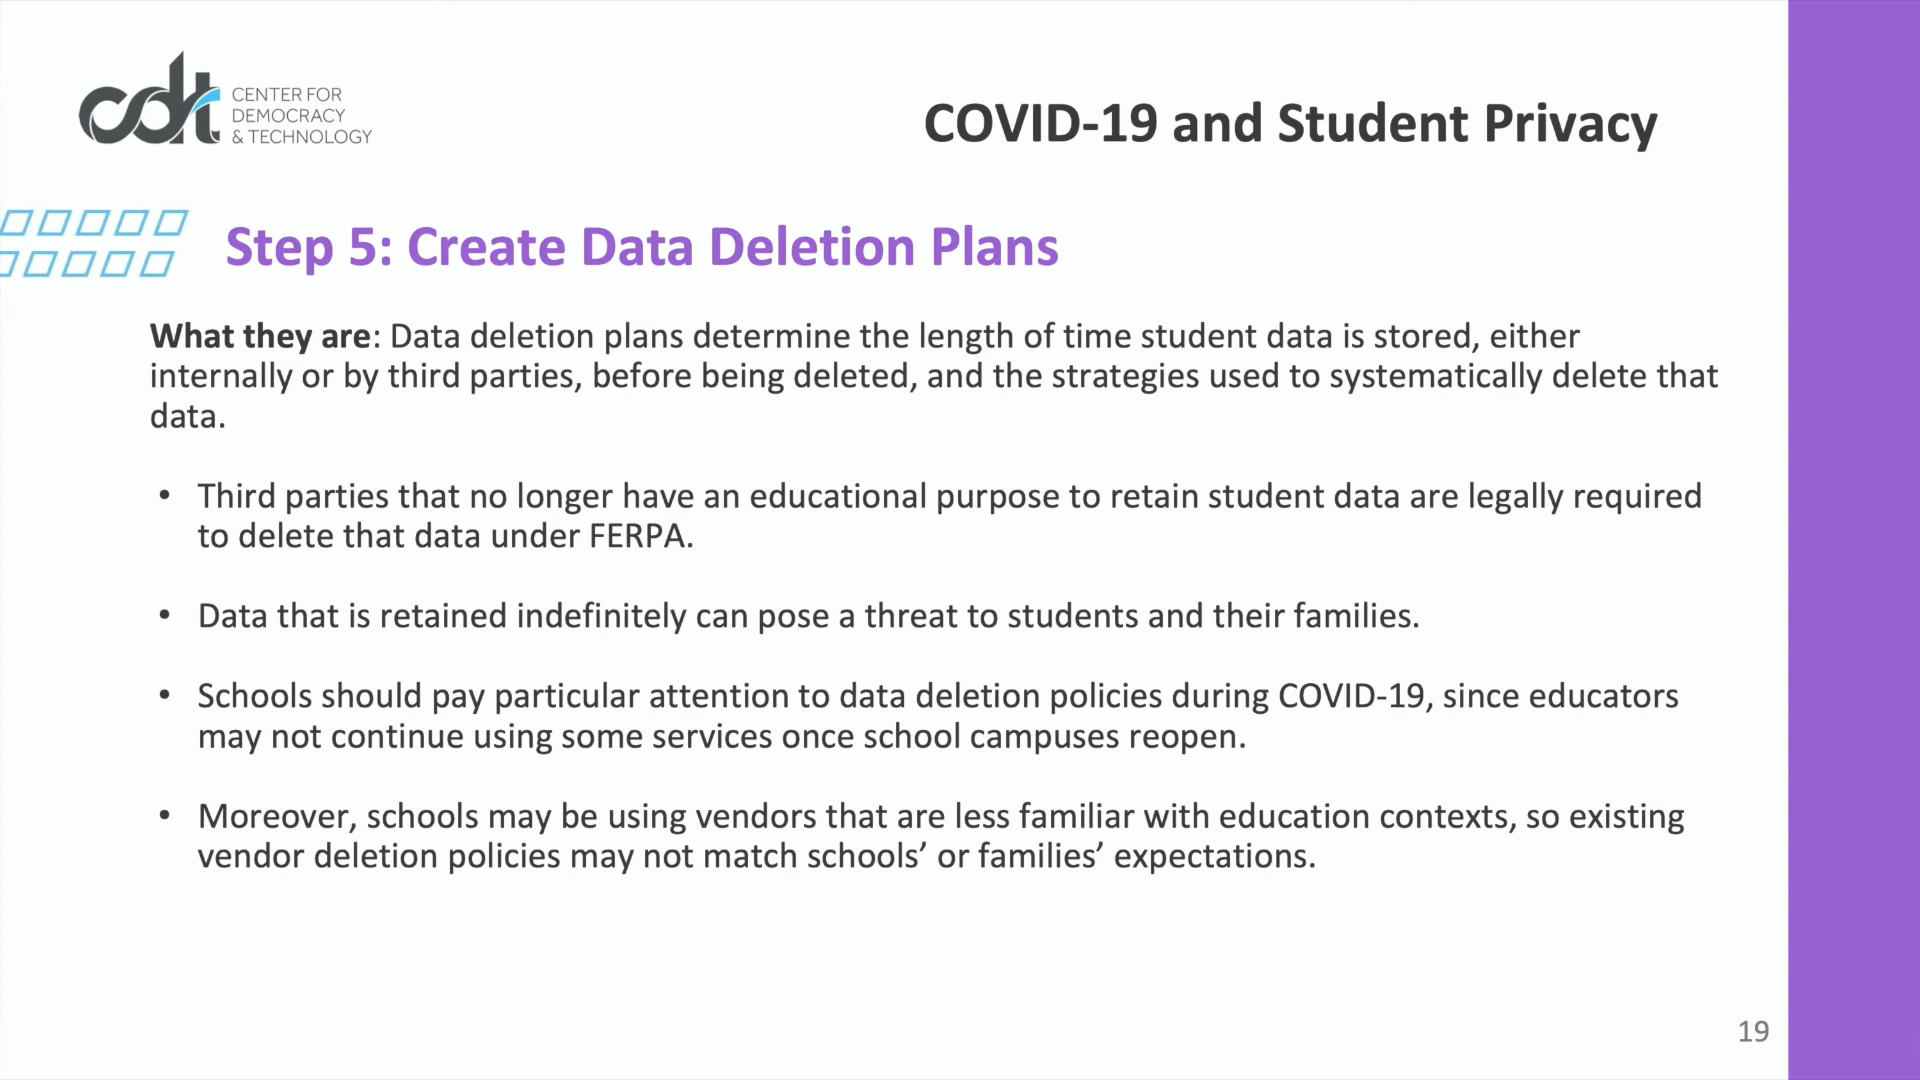 cdt
CENTER FOR
DEMOCRACY
& TECHNOLOGY
COVID-19 and Student Privacy
Step 5: Create Data Deletion Plans
What they are: Data deletion plans determine the length of time student data is stored, either
internally or by third parties, before being deleted, and the strategies used to systematically delete that
data.
• Third parties that no longer have an educational purpose to retain student data are legally required
to delete that data under FERPA.
• Data that is retained indefinitely can pose a threat to students and their families.
• Schools should pay particular attention to data deletion policies during COVID-19, since educators
may not continue using some services once school campuses reopen.
• Moreover, schools may be using vendors that are less familiar with education contexts, so existing
vendor deletion policies may not match schools’ or families’ expectations.
19